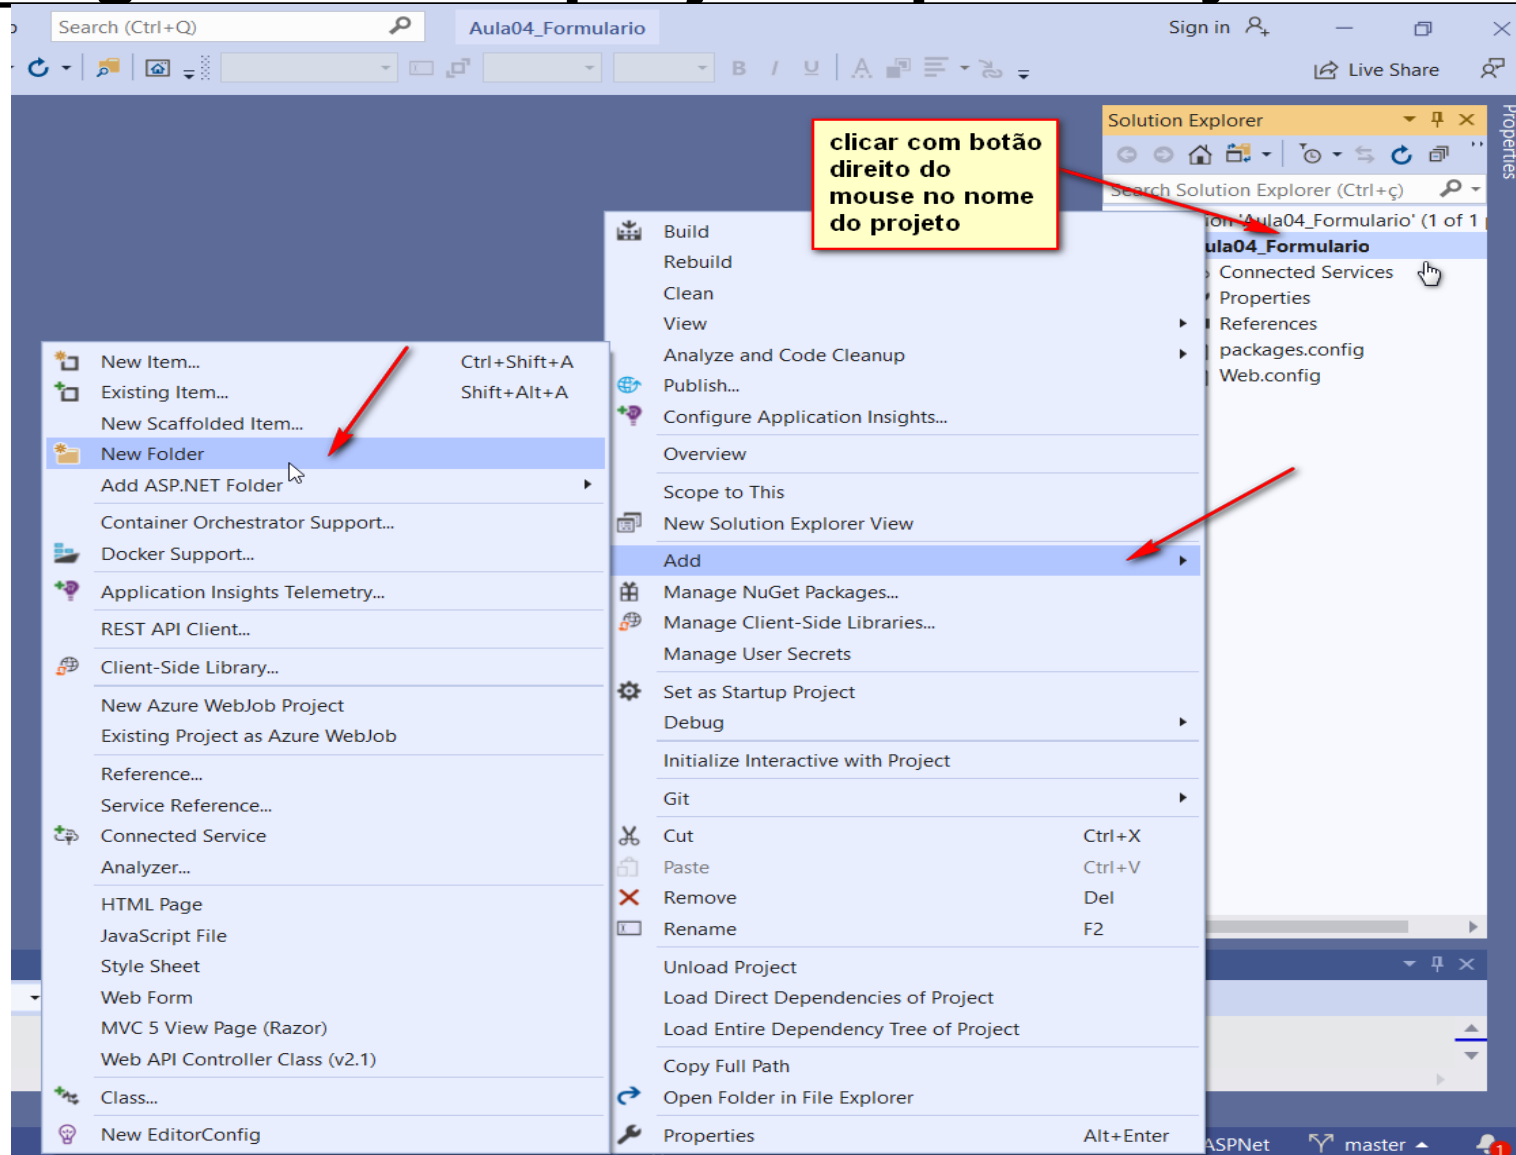 Search (Ctrl+Q)
Aula04_Formulario
Sign in
B I U A
Live Share
Properties
clicar com botão
direito do
mouse no nome
do projeto
Solution Explorer
Search Solution Explorer (Ctrl+ç)
ion 'Aula04_Formulario' (1 of 1
ula04_Formulario
Connected Services
Properties
References
packages.config
Web.config
Build
Rebuild
Clean
View
Analyze and Code Cleanup
Publish...
Configure Application Insights...
Overview
Scope to This
New Solution Explorer View
Add
Manage NuGet Packages...
Manage Client-Side Libraries...
Manage User Secrets
Set as Startup Project
Debug
Initialize Interactive with Project
Git
Cut Ctrl+X
Paste Ctrl+V
Remove Del
Rename F2
Unload Project
Load Direct Dependencies of Project
Load Entire Dependency Tree of Project
Copy Full Path
Open Folder in File Explorer
Properties Alt+Enter
New Item... Ctrl+Shift+A
Existing Item... Shift+Alt+A
New Scaffolded Item...
New Folder
Add ASP.NET Folder
Container Orchestrator Support...
Docker Support...
Application Insights Telemetry...
REST API Client...
Client-Side Library...
New Azure WebJob Project
Existing Project as Azure WebJob
Reference...
Service Reference...
Connected Service
Analyzer...
HTML Page
JavaScript File
Style Sheet
Web Form
MVC 5 View Page (Razor)
Web API Controller Class (v2.1)
Class...
New EditorConfig
ASPNet
master
1